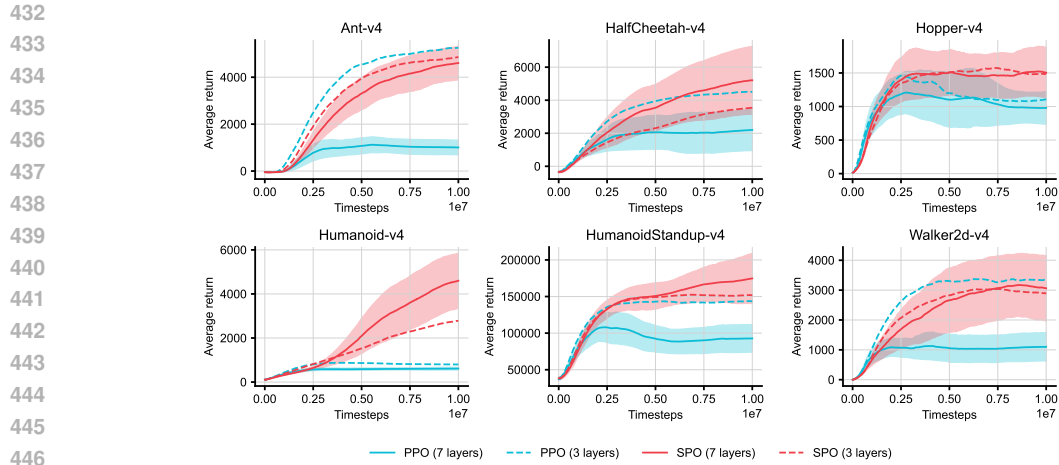 432
433
434
435
436
437
438
439
440
441
442
443
444
445
446
Ant-v4
Average return
4000
2000
0
0.00 0.25 0.50 0.75 1.00
Timesteps 1e7
HalfCheetah-v4
Average return
6000
4000
2000
0
0.00 0.25 0.50 0.75 1.00
Timesteps 1e7
Hopper-v4
Average return
1500
1000
500
0
0.00 0.25 0.50 0.75 1.00
Timesteps 1e7
Humanoid-v4
Average return
6000
4000
2000
0
0.00 0.25 0.50 0.75 1.00
Timesteps 1e7
HumanoidStandup-v4
Average return
200000
150000
100000
50000
0.00 0.25 0.50 0.75 1.00
Timesteps 1e7
Walker2d-v4
Average return
4000
3000
2000
1000
0
0.00 0.25 0.50 0.75 1.00
Timesteps 1e7
PPO (7 layers) PPO (3 layers) SPO (7 layers) SPO (3 layers)